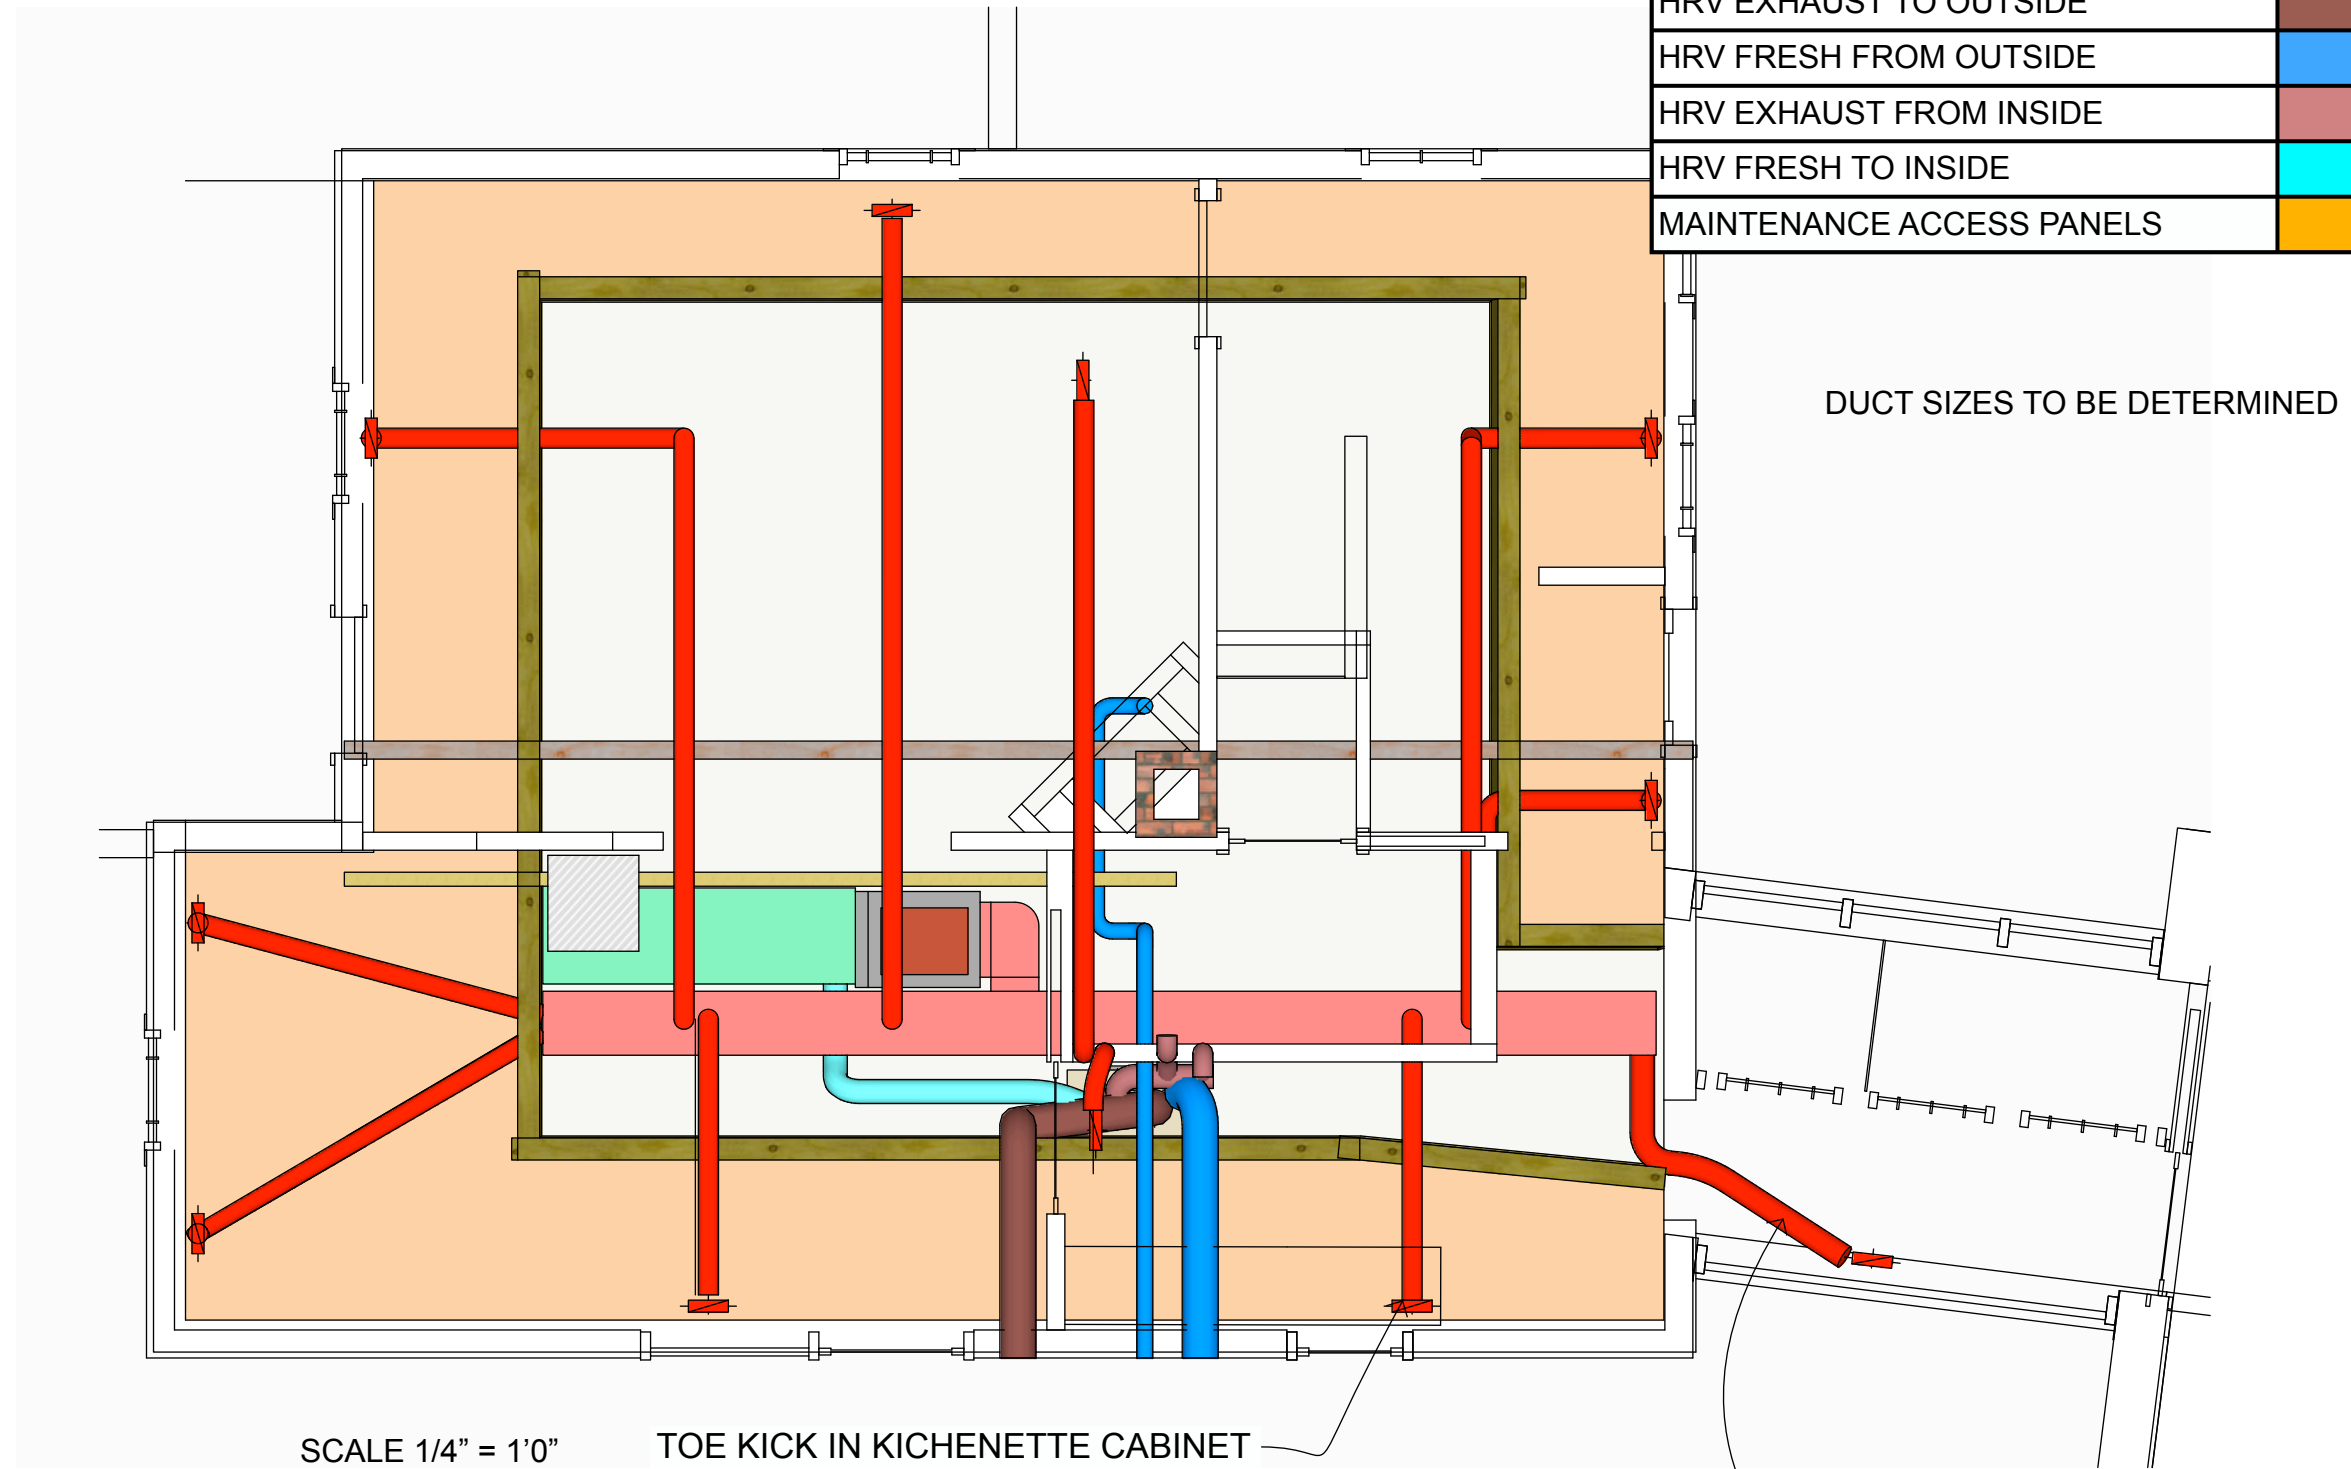 HRV EXHAUST TO OUTSIDE
HRV FRESH FROM OUTSIDE
HRV EXHAUST FROM INSIDE
HRV FRESH TO INSIDE
MAINTENANCE ACCESS PANELS
DUCT SIZES TO BE DETERMINED
SCALE 1/4” = 1’0”
TOE KICK IN KICHENETTE CABINET